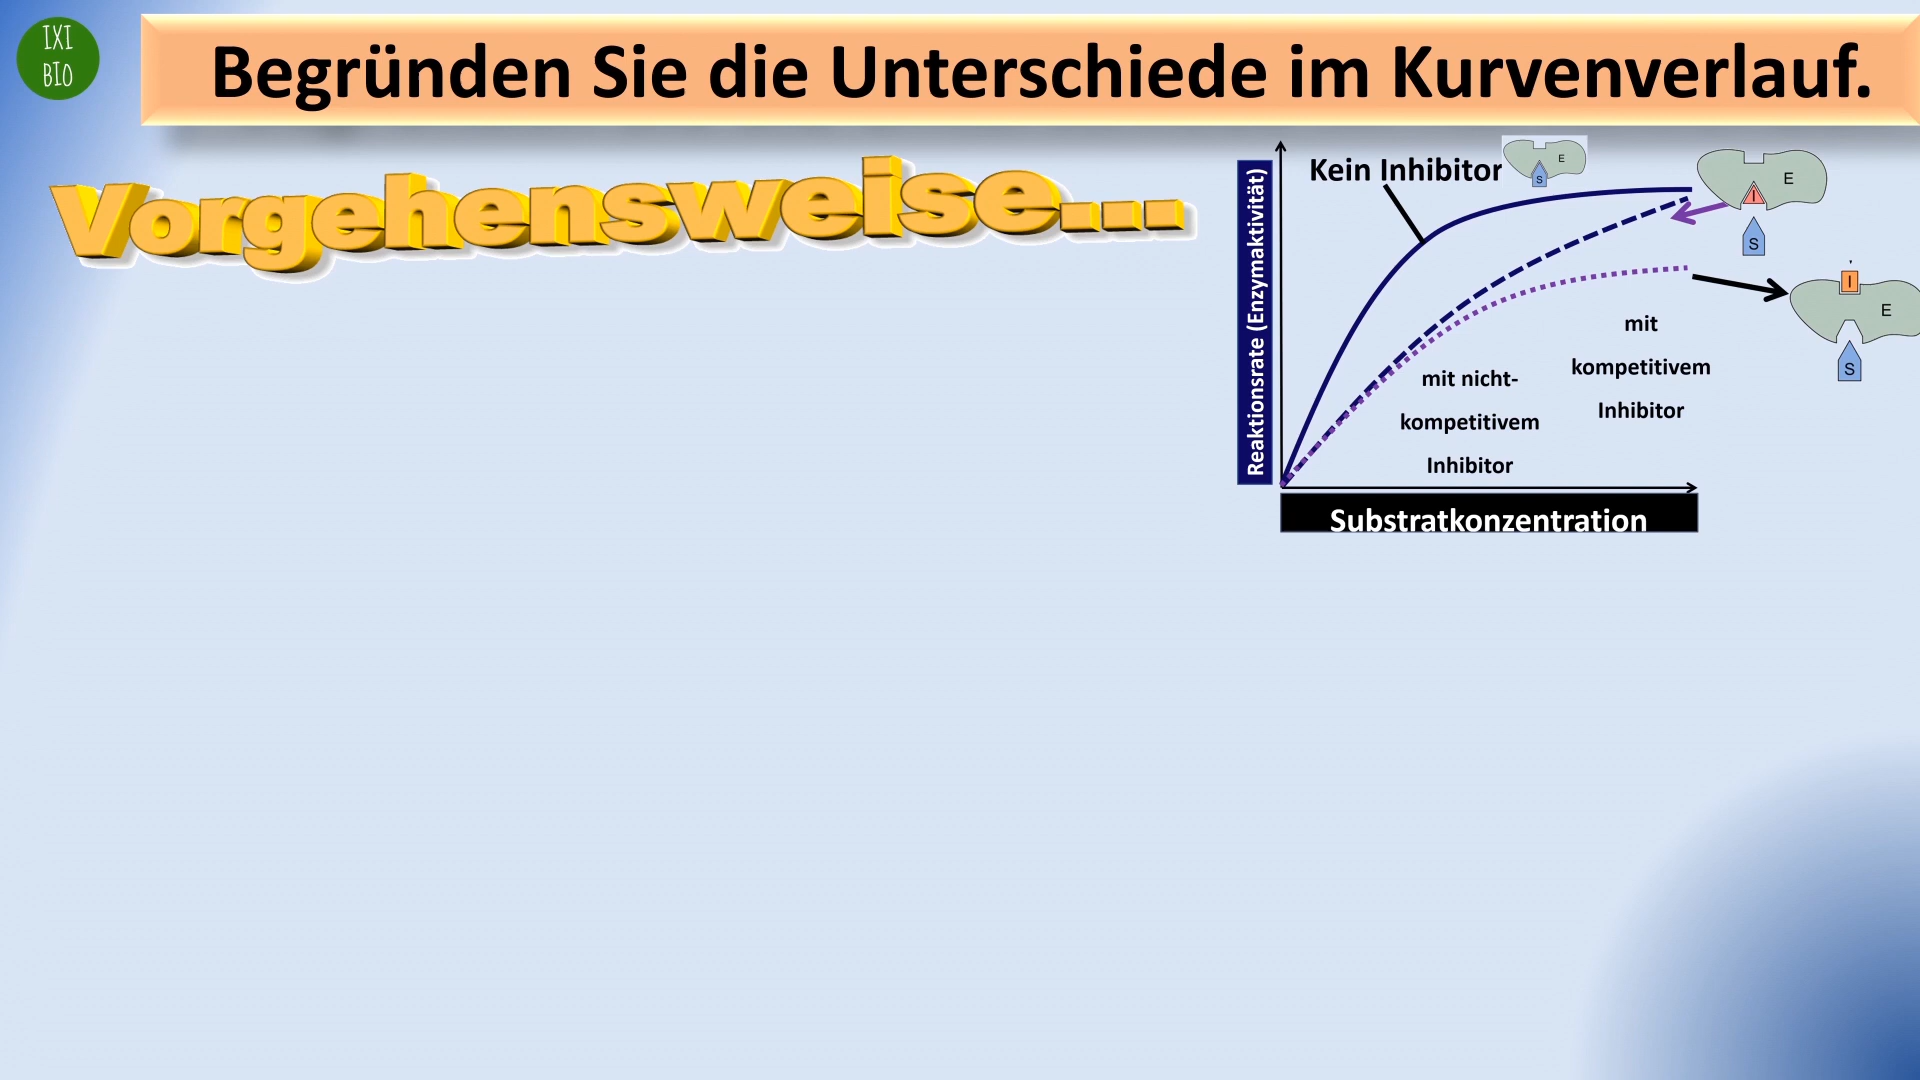 IXI
BIO
Begründen Sie die Unterschiede im Kurvenverlauf.
Vorgehensweise...
Reaktionsrate (Enzymaktivität)
Kein Inhibitor
E
S
E
I
S
I
E
S
mit
kompetitivem
Inhibitor
mit nicht-
kompetitivem
Inhibitor
Substratkonzentration